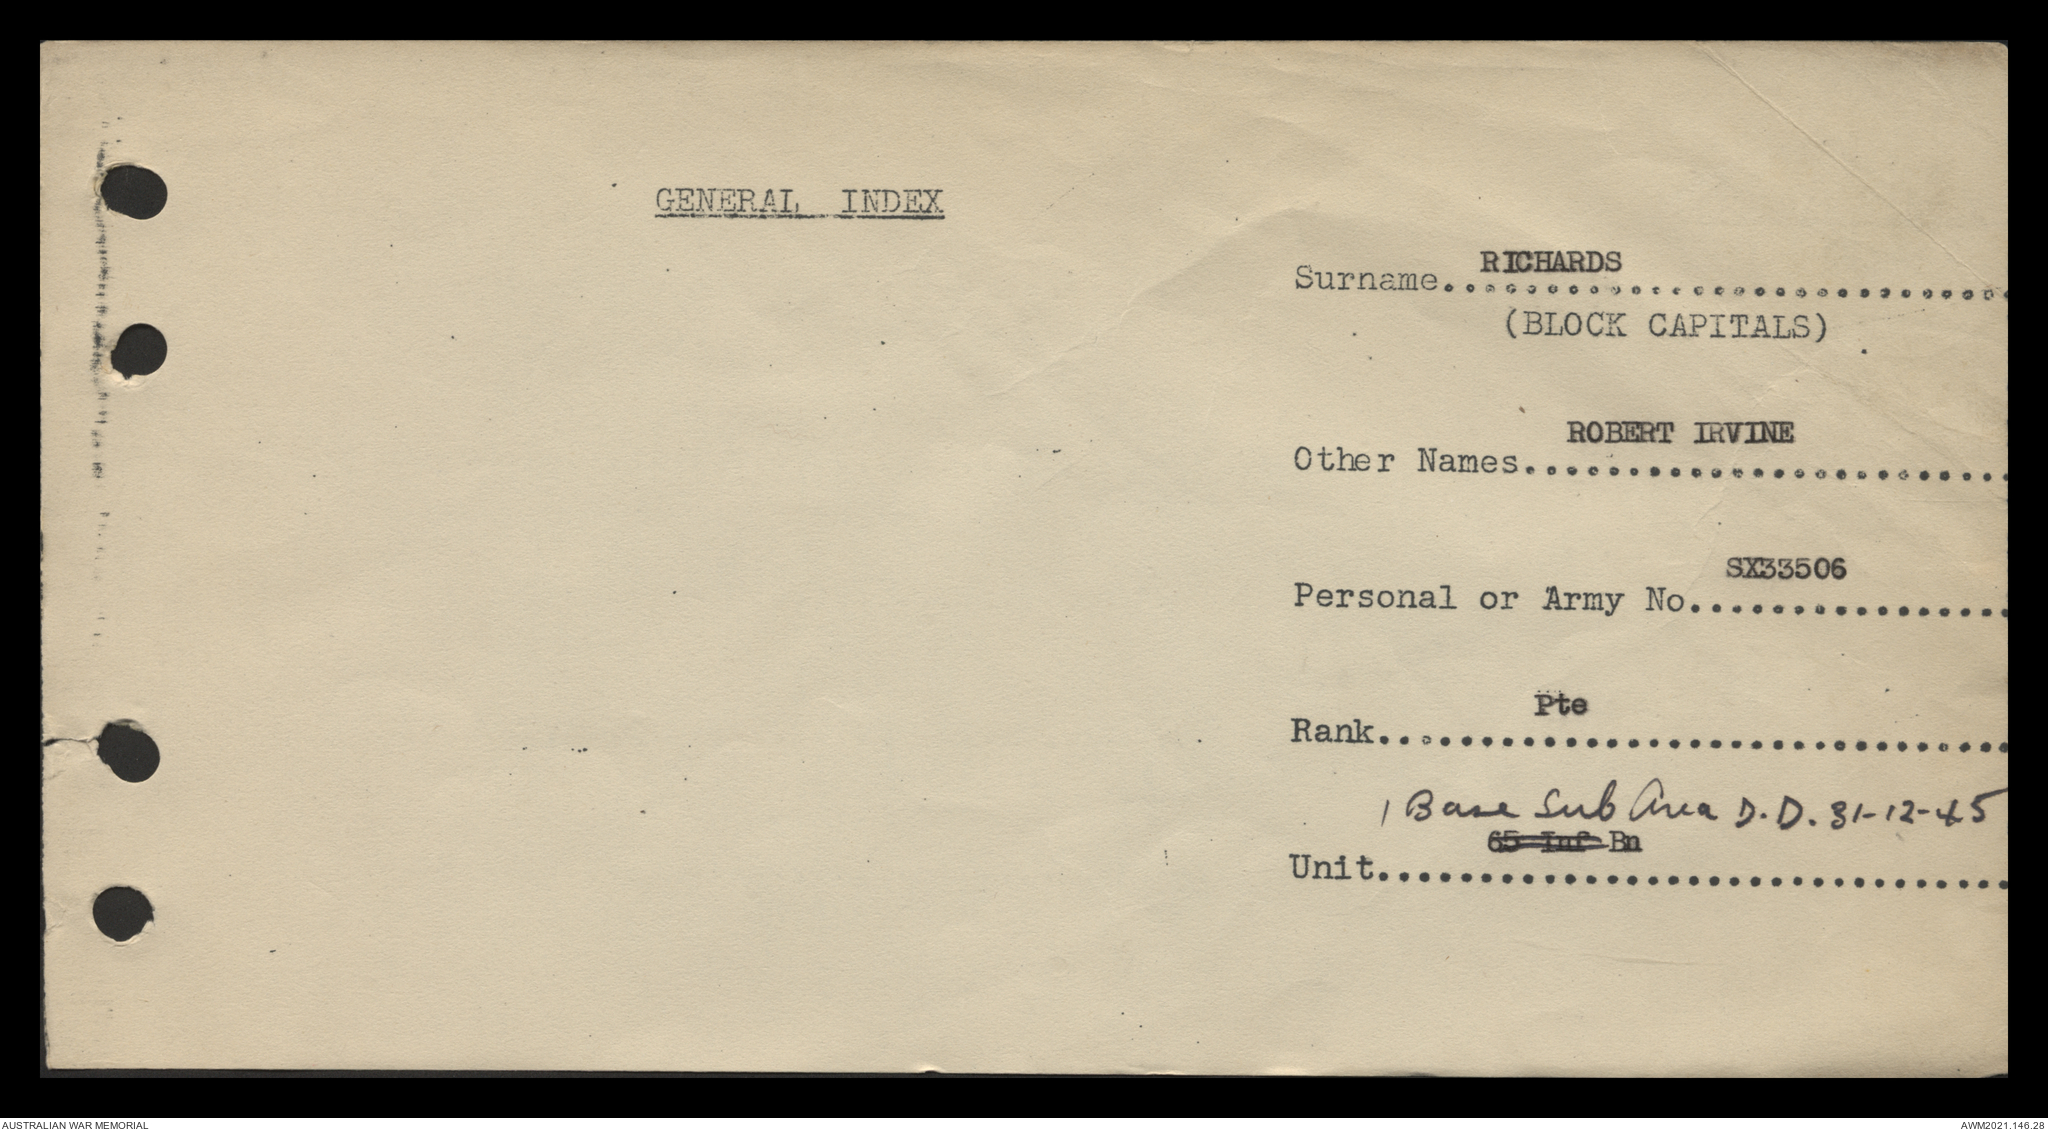 GENERAL INDEX
RICHARDS
Surname..............................
(BLOCK CAPITALS)
ROBERT IRVINE
Other Names........................
SX33506
Personal or Army No................
Pte
Rank...............................
1 Base Sub Area D.D. 31-12-45
65 Inf Bn
Unit...............................
AUSTRALIAN WAR MEMORIAL
AWM2021.146.28